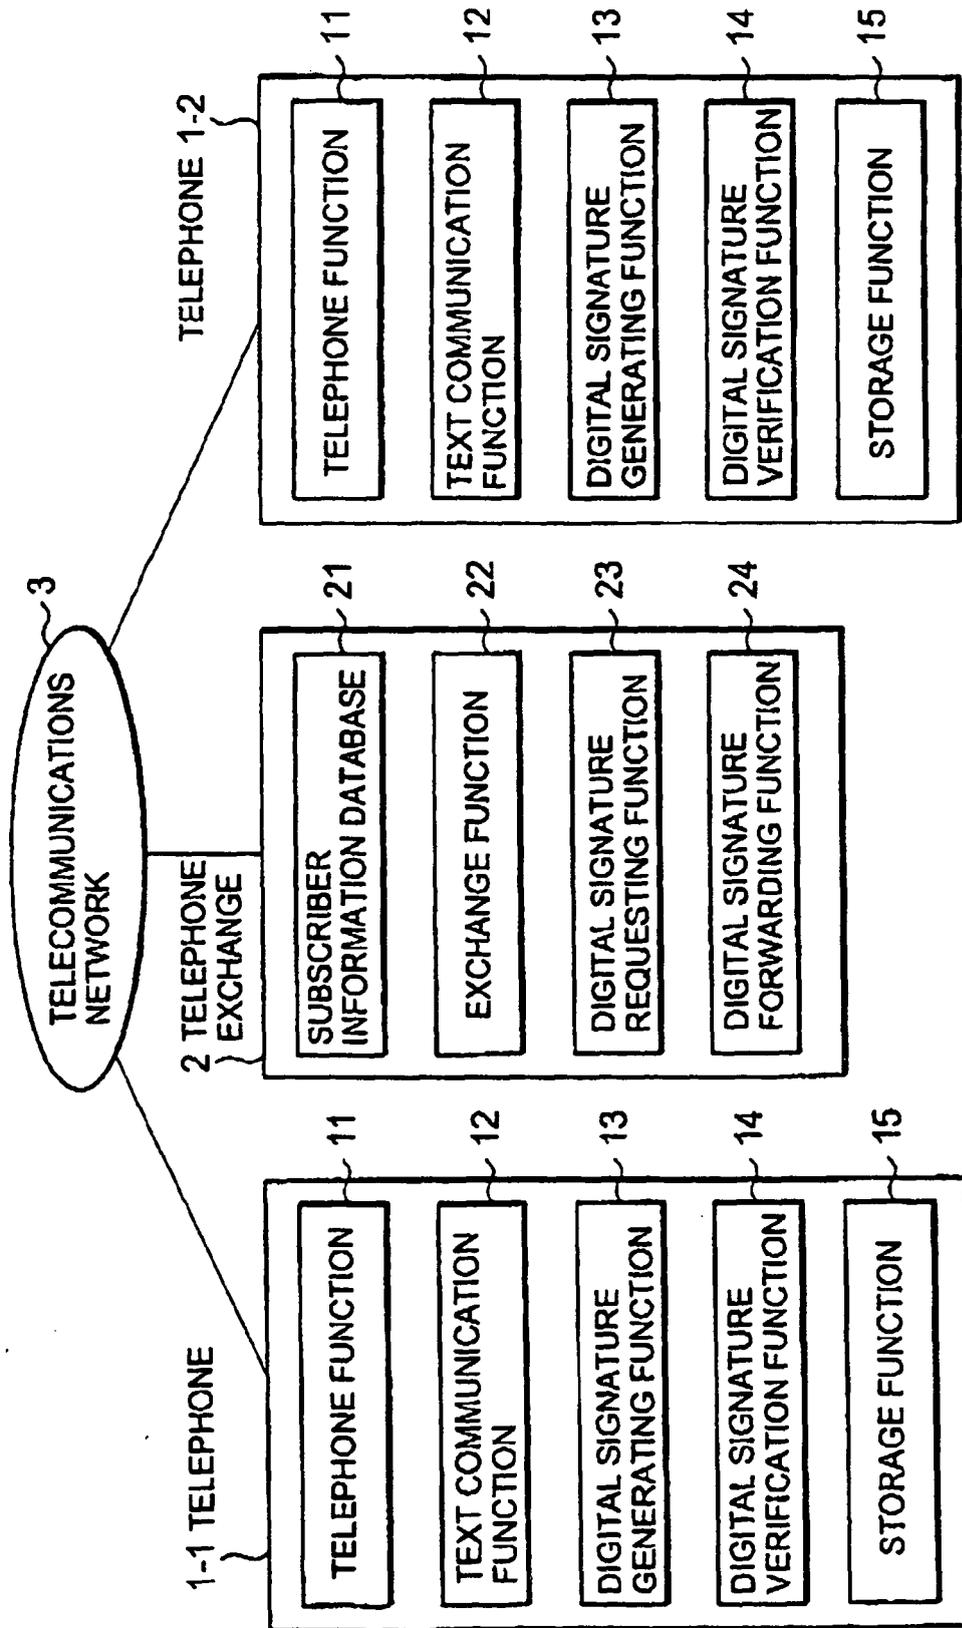 TELECOMMUNICATIONS
NETWORK
3
1-1 TELEPHONE
TELEPHONE FUNCTION
11
TEXT COMMUNICATION
FUNCTION
12
DIGITAL SIGNATURE
GENERATING FUNCTION
13
DIGITAL SIGNATURE
VERIFICATION FUNCTION
14
STORAGE FUNCTION
15
2 TELEPHONE
EXCHANGE
SUBSCRIBER
INFORMATION DATABASE
21
EXCHANGE FUNCTION
22
DIGITAL SIGNATURE
REQUESTING FUNCTION
23
DIGITAL SIGNATURE
FORWARDING FUNCTION
24
TELEPHONE 1-2
TELEPHONE FUNCTION
11
TEXT COMMUNICATION
FUNCTION
12
DIGITAL SIGNATURE
GENERATING FUNCTION
13
DIGITAL SIGNATURE
VERIFICATION FUNCTION
14
STORAGE FUNCTION
15